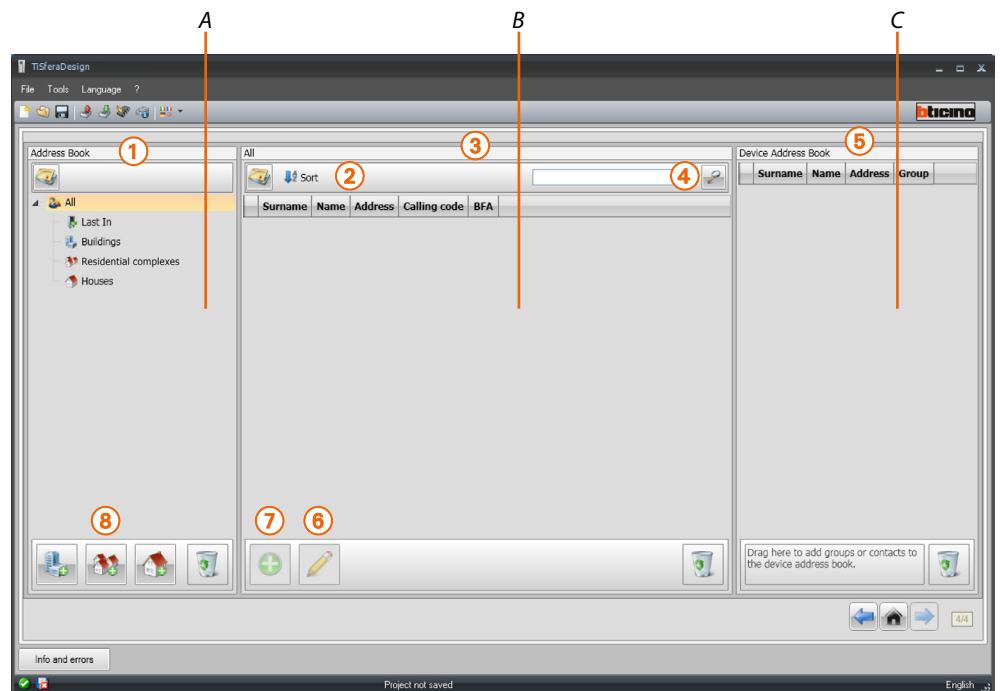 A B C
TiSferaDesign
File Tools Language ?
bticino
Address Book 1
All 3
Device Address Book 5
Sort 2 4
Surname Name Address Group
All
Surname Name Address Calling code BFA
Last In
Buildings
Residential complexes
Houses
8 7 6
Drag here to add groups or contacts to
the device address book.
4/4
Info and errors
Project not saved
English